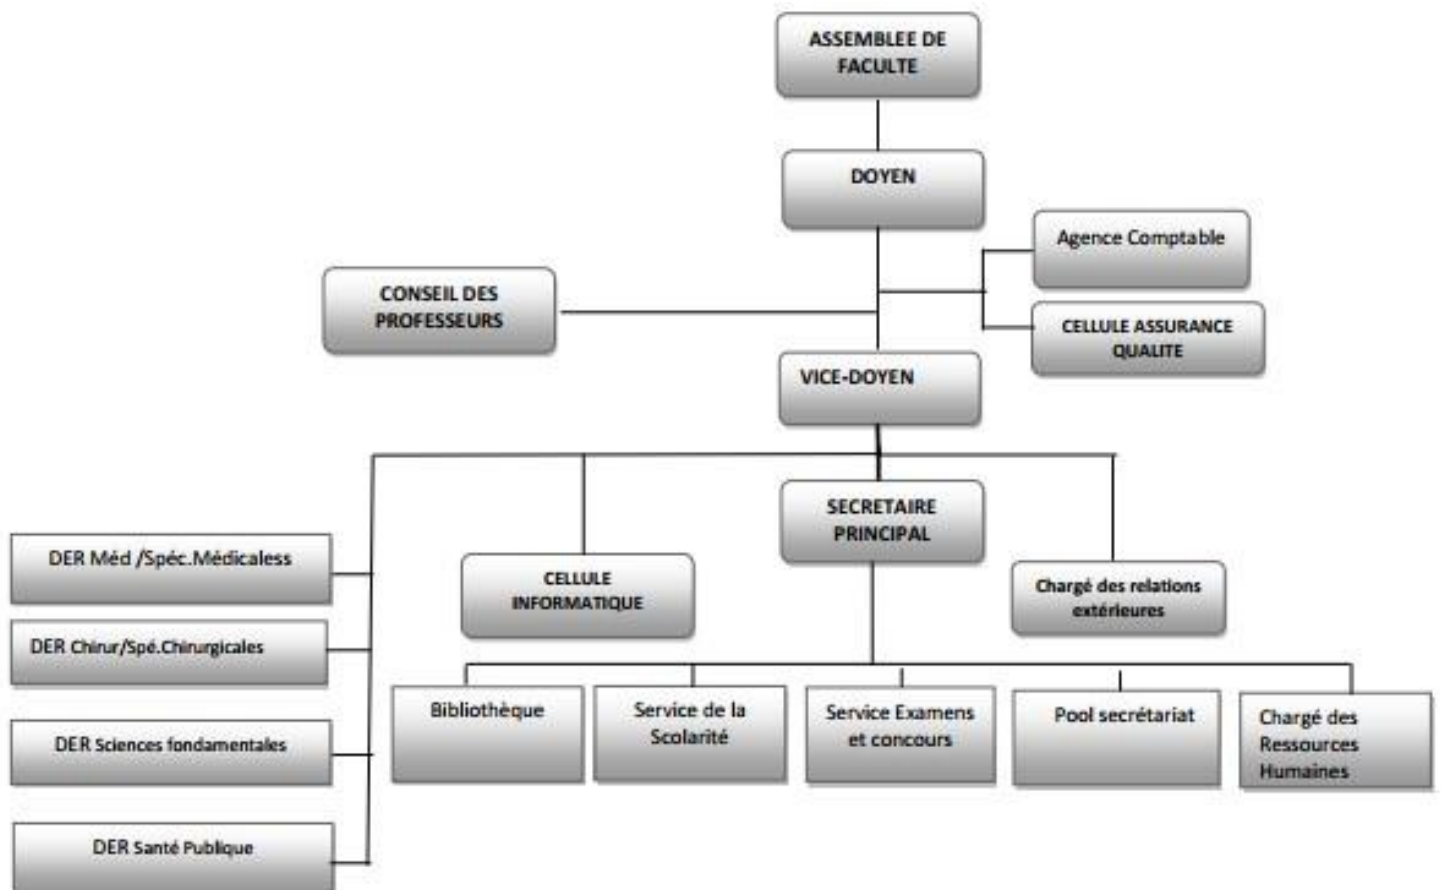 ASSEMBLEE DE
FACULTE
DOYEN
Agence Comptable
CONSEIL DES
PROFESSEURS
CELLULE ASSURANCE
QUALITE
VICE-DOYEN
SECRETAIRE
PRINCIPAL
DER Méd /Spéc.Médicaless
CELLULE
INFORMATIQUE
Chargé des relations
extérieures
DER Chirur/Spé.Chirurgicales
DER Sciences fondamentales
DER Santé Publique
Bibliothèque
Service de la
Scolarité
Service Examens
et concours
Pool secrétariat
Chargé des
Ressources
Humaines